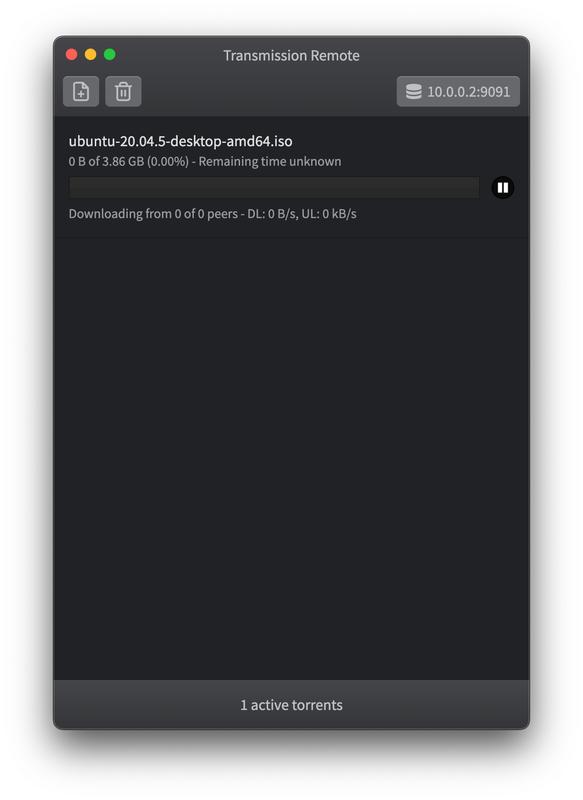 Transmission Remote
10.0.0.2:9091
ubuntu-20.04.5-desktop-amd64.iso
0 B of 3.86 GB (0.00%) - Remaining time unknown
Downloading from 0 of 0 peers - DL: 0 B/s, UL: 0 kB/s
1 active torrents